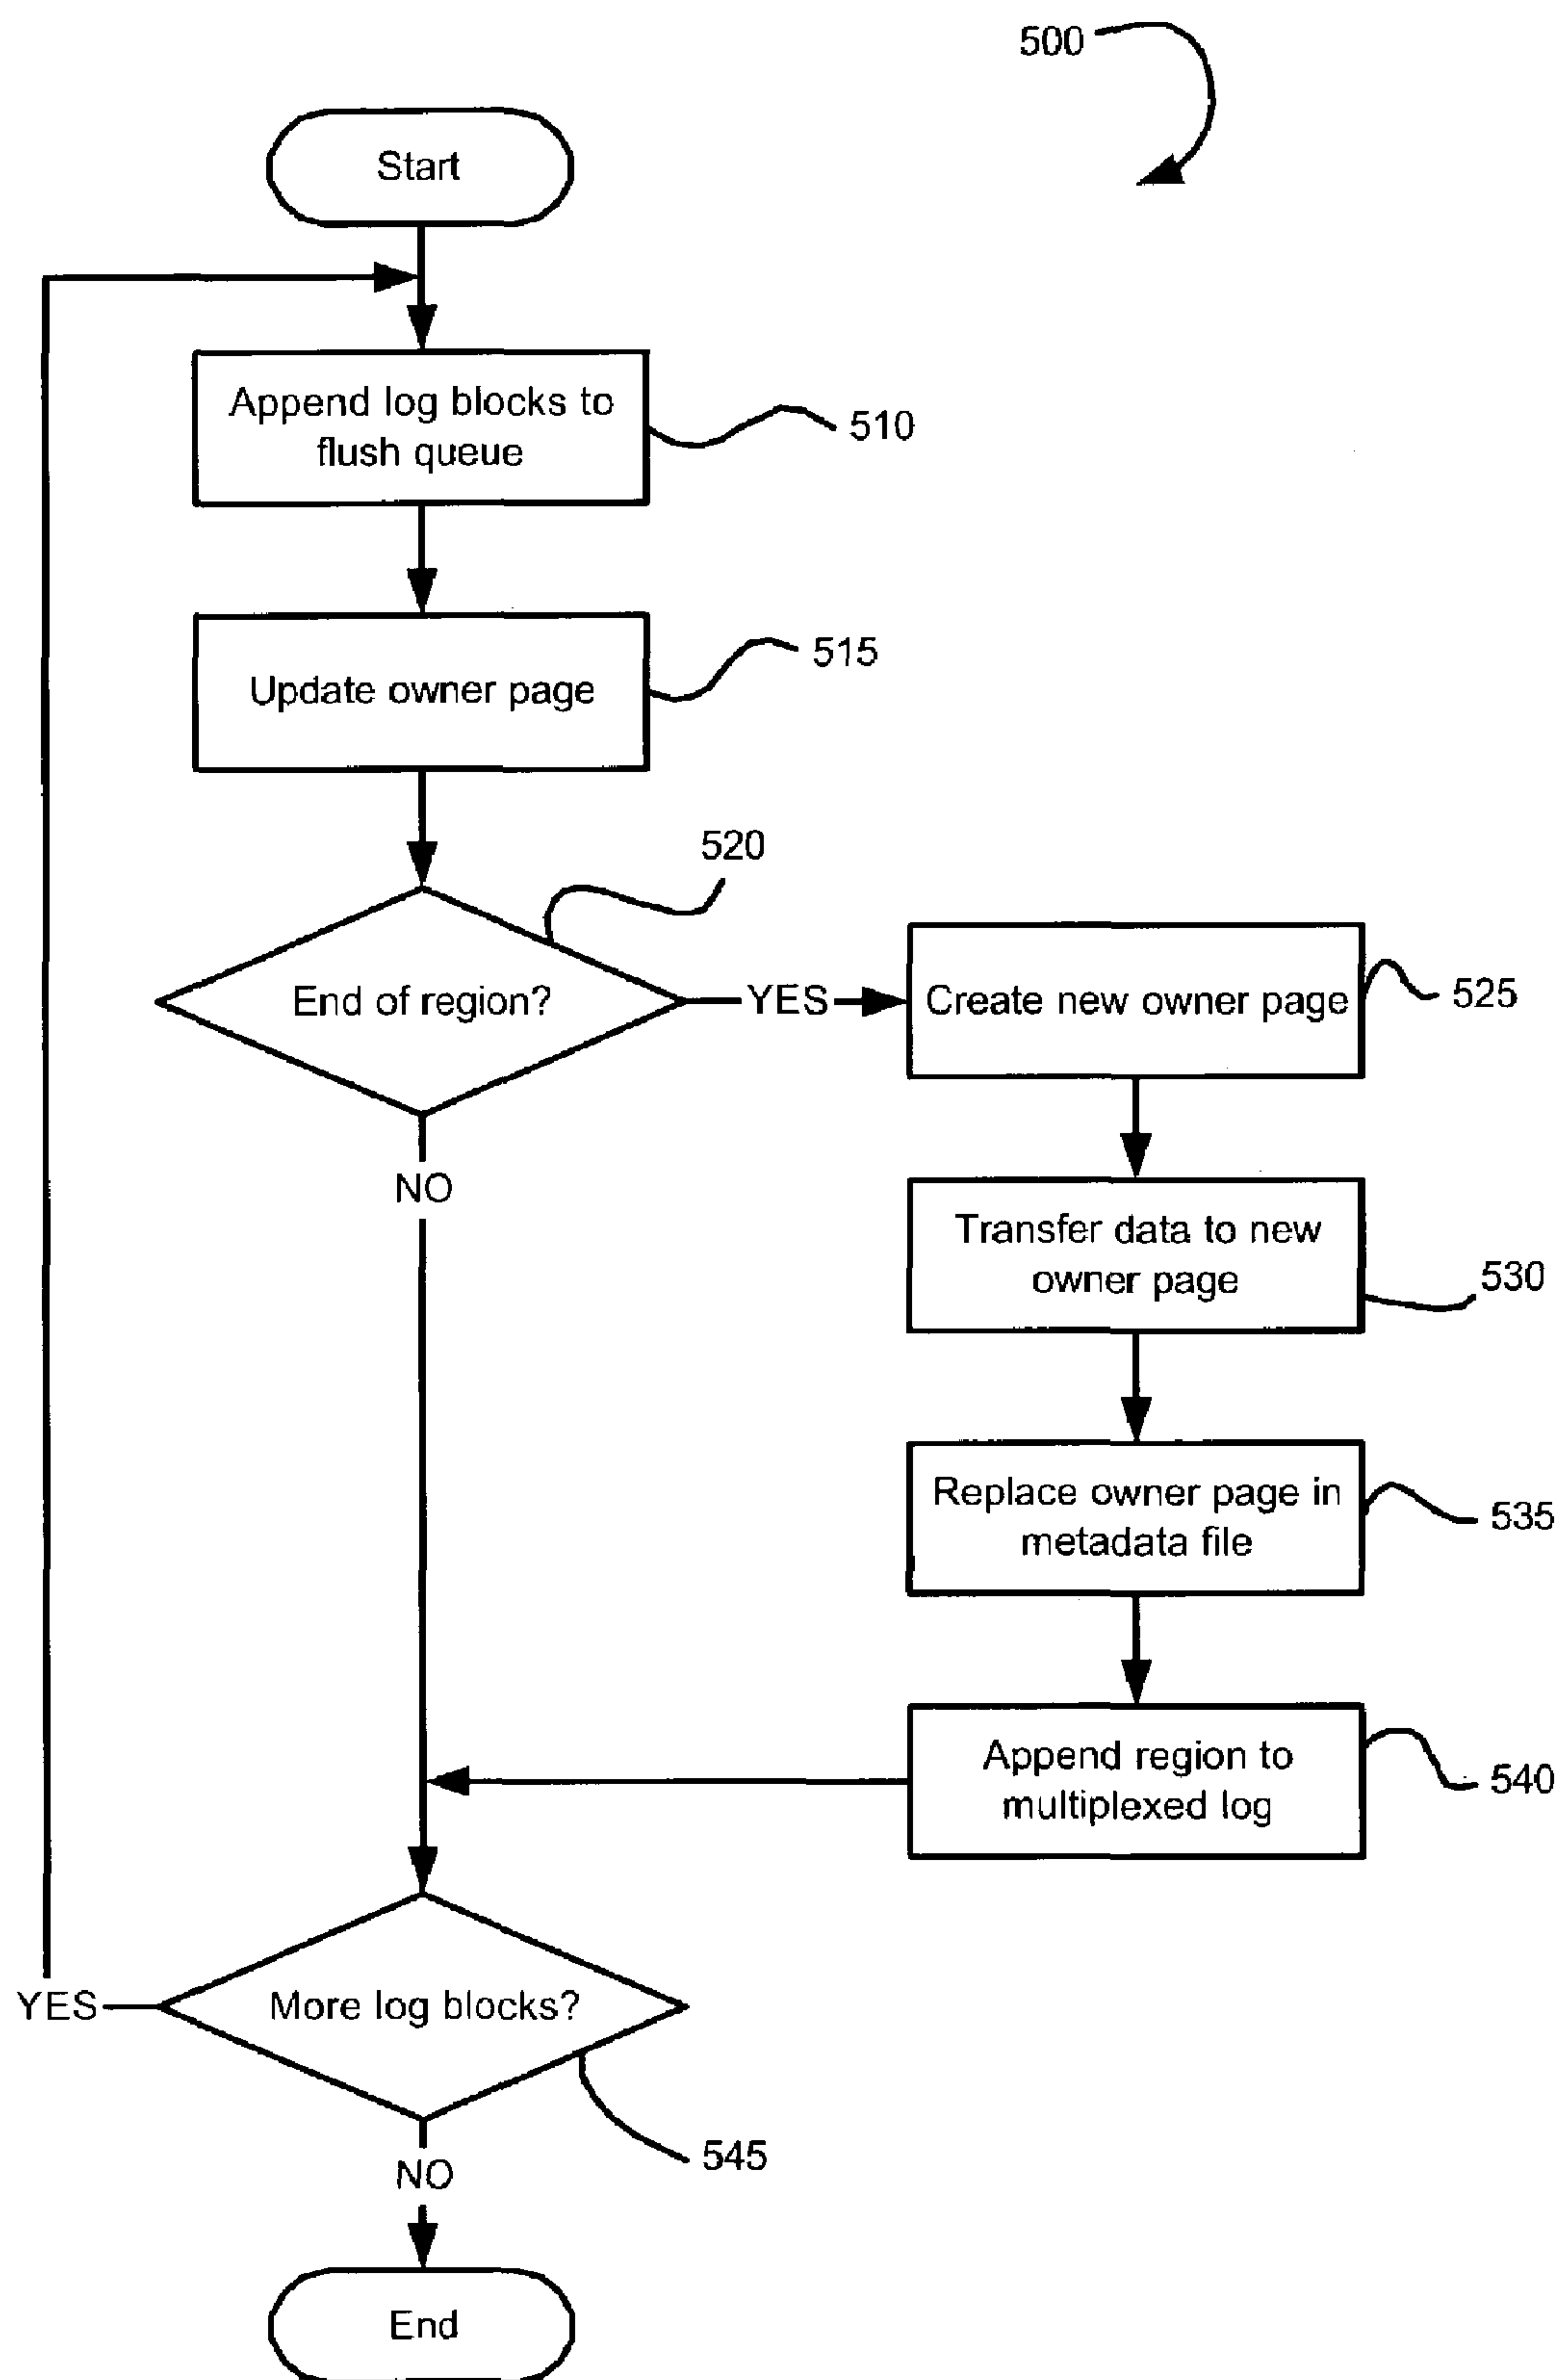 500
Start
Append log blocks to
flush queue
510
Update owner page
515
520
End of region?
YES
Create new owner page
525
NO
Transfer data to new
owner page
530
Replace owner page in
metadata file
535
Append region to
multiplexed log
540
YES
More log blocks?
545
NO
End